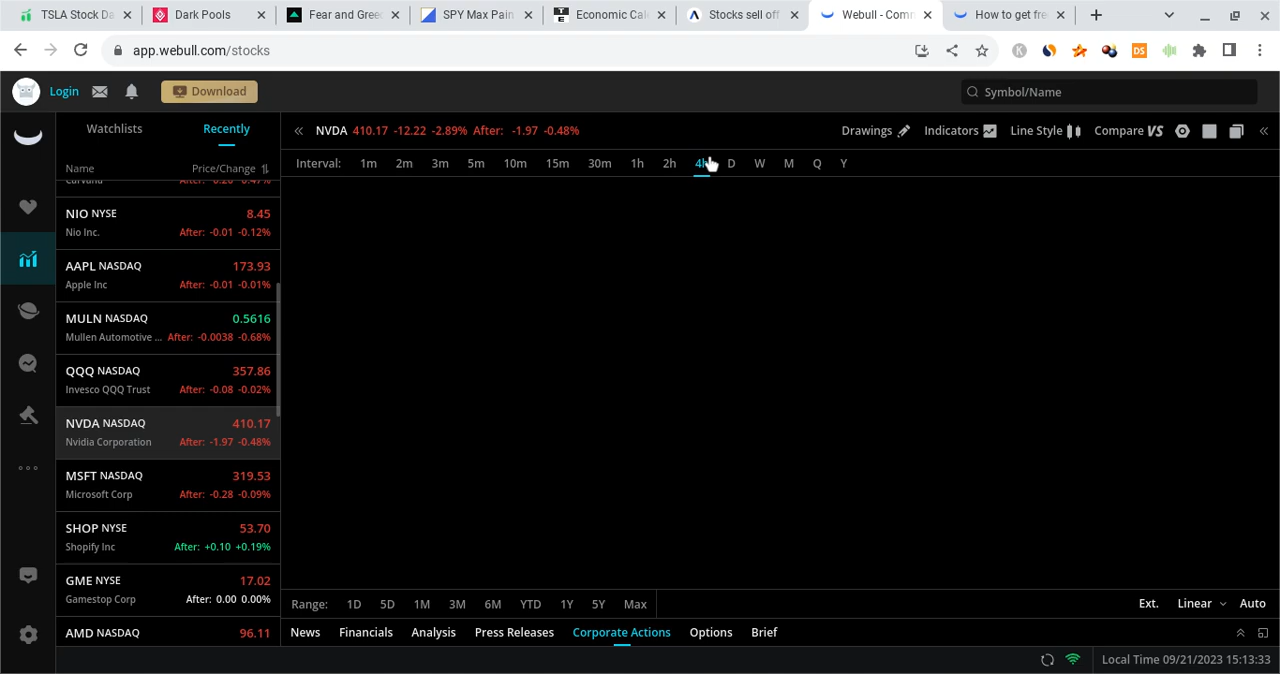 TSLA Stock Da
Dark Pools
Fear and Gree
SPY Max Pain
Economic Cal
Stocks sell off
Webull - Com
How to get fre
app.webull.com/stocks
Login
Download
Symbol/Name
Watchlists
Recently
« NVDA 410.17 -12.22 -2.89% After: -1.97 -0.48%
Drawings
Indicators
Line Style
Compare VS
Name
Price/Change
Interval: 1m 2m 3m 5m 10m 15m 30m 1h 2h 4h D W M Q Y
Carvana
After: -0.20 -0.47%
NIO NYSE 8.45
Nio Inc. After: -0.01 -0.12%
AAPL NASDAQ 173.93
Apple Inc After: -0.01 -0.01%
MULN NASDAQ 0.5616
Mullen Automotive ... After: -0.0038 -0.68%
QQQ NASDAQ 357.86
Invesco QQQ Trust After: -0.08 -0.02%
NVDA NASDAQ 410.17
Nvidia Corporation After: -1.97 -0.48%
MSFT NASDAQ 319.53
Microsoft Corp After: -0.28 -0.09%
SHOP NYSE 53.70
Shopify Inc After: +0.10 +0.19%
GME NYSE 17.02
Gamestop Corp After: 0.00 0.00%
AMD NASDAQ 96.11
Range: 1D 5D 1M 3M 6M YTD 1Y 5Y Max
Ext. Linear Auto
News Financials Analysis Press Releases Corporate Actions Options Brief
Local Time 09/21/2023 15:13:33